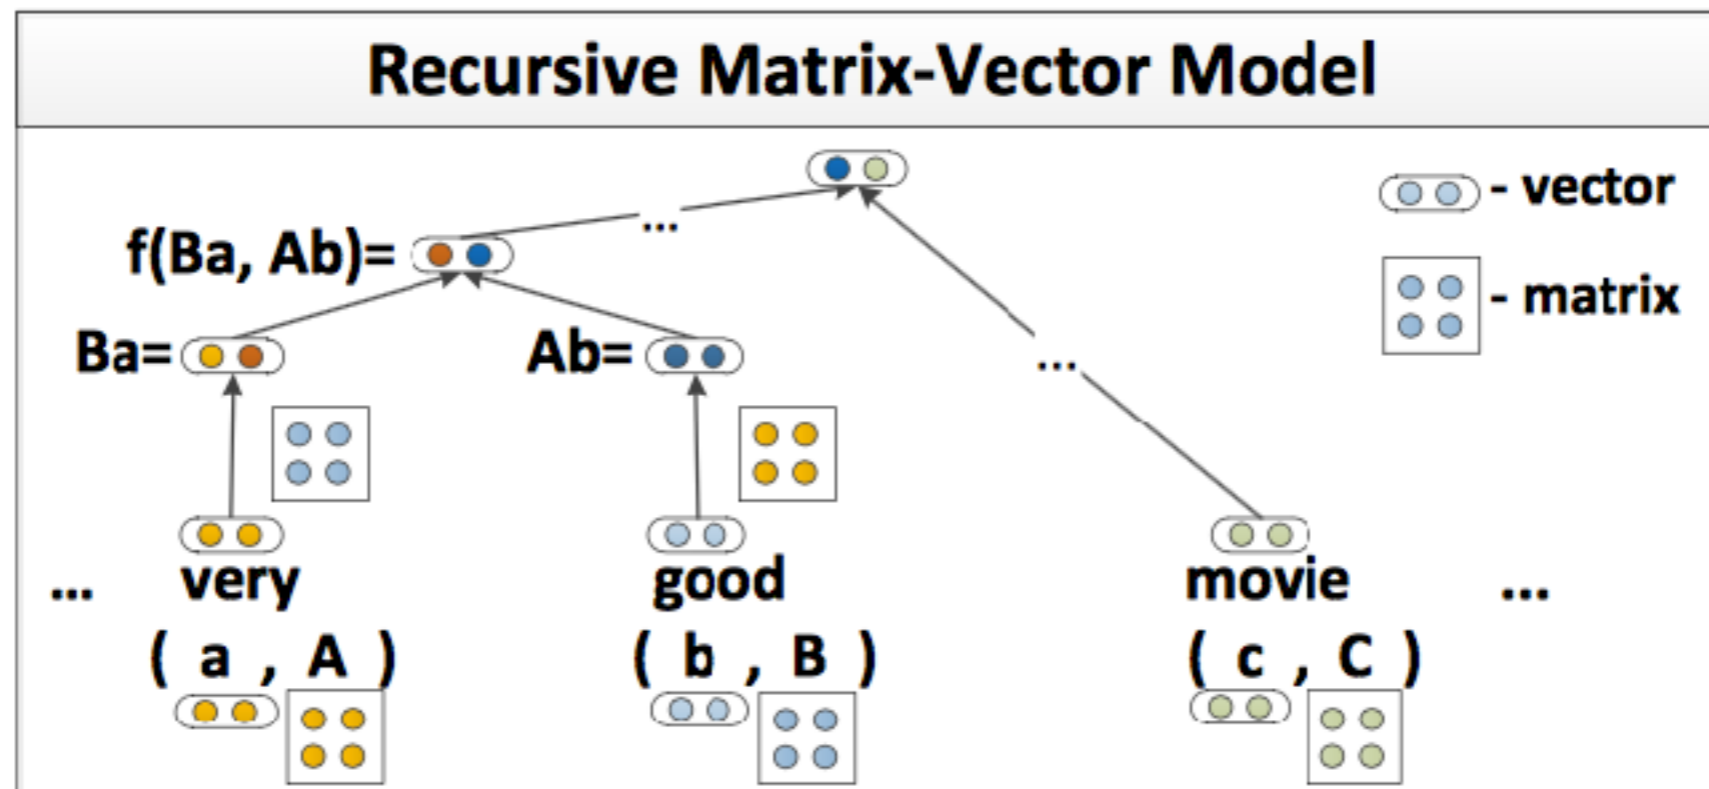 Recursive Matrix-Vector Model
- vector
...
f(Ba, Ab)=
- matrix
Ba=
Ab=
...
... very good movie ...
( a , A ) ( b , B ) ( c , C )